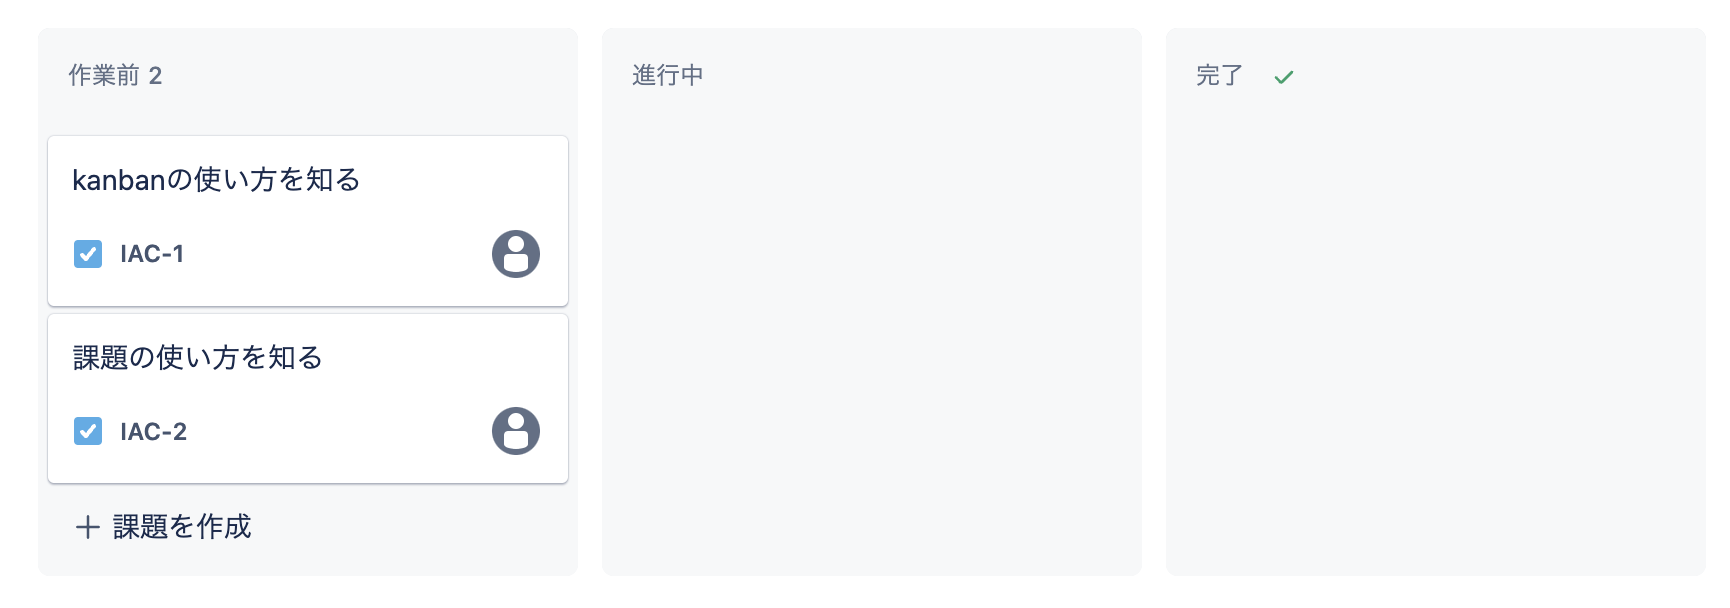 作業前 2
kanbanの使い方を知る
IAC-1
課題の使い方を知る
IAC-2
課題を作成
進行中
完了